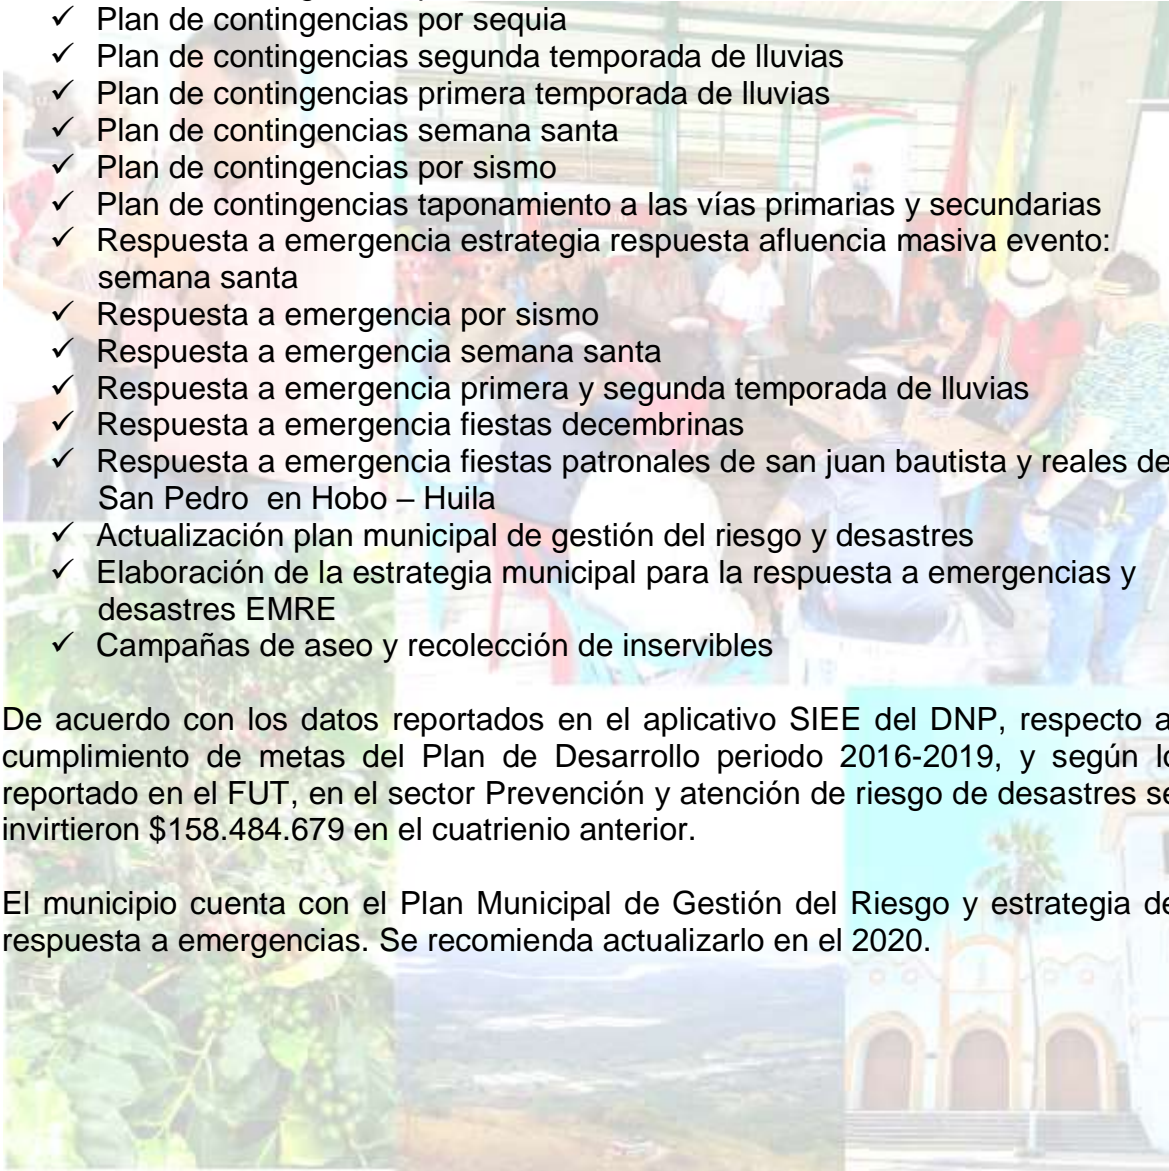 ✓ Plan de contingencias por sequia
✓ Plan de contingencias segunda temporada de lluvias
✓ Plan de contingencias primera temporada de lluvias
✓ Plan de contingencias semana santa
✓ Plan de contingencias por sismo
✓ Plan de contingencias taponamiento a las vías primarias y secundarias
✓ Respuesta a emergencia estrategia respuesta afluencia masiva evento:
semana santa
✓ Respuesta a emergencia por sismo
✓ Respuesta a emergencia semana santa
✓ Respuesta a emergencia primera y segunda temporada de lluvias
✓ Respuesta a emergencia fiestas decembrinas
✓ Respuesta a emergencia fiestas patronales de san juan bautista y reales de
San Pedro en Hobo – Huila
✓ Actualización plan municipal de gestión del riesgo y desastres
✓ Elaboración de la estrategia municipal para la respuesta a emergencias y
desastres EMRE
✓ Campañas de aseo y recolección de inservibles
De acuerdo con los datos reportados en el aplicativo SIEE del DNP, respecto a
cumplimiento de metas del Plan de Desarrollo periodo 2016-2019, y según lo
reportado en el FUT, en el sector Prevención y atención de riesgo de desastres se
invirtieron $158.484.679 en el cuatrienio anterior.
El municipio cuenta con el Plan Municipal de Gestión del Riesgo y estrategia de
respuesta a emergencias. Se recomienda actualizarlo en el 2020.